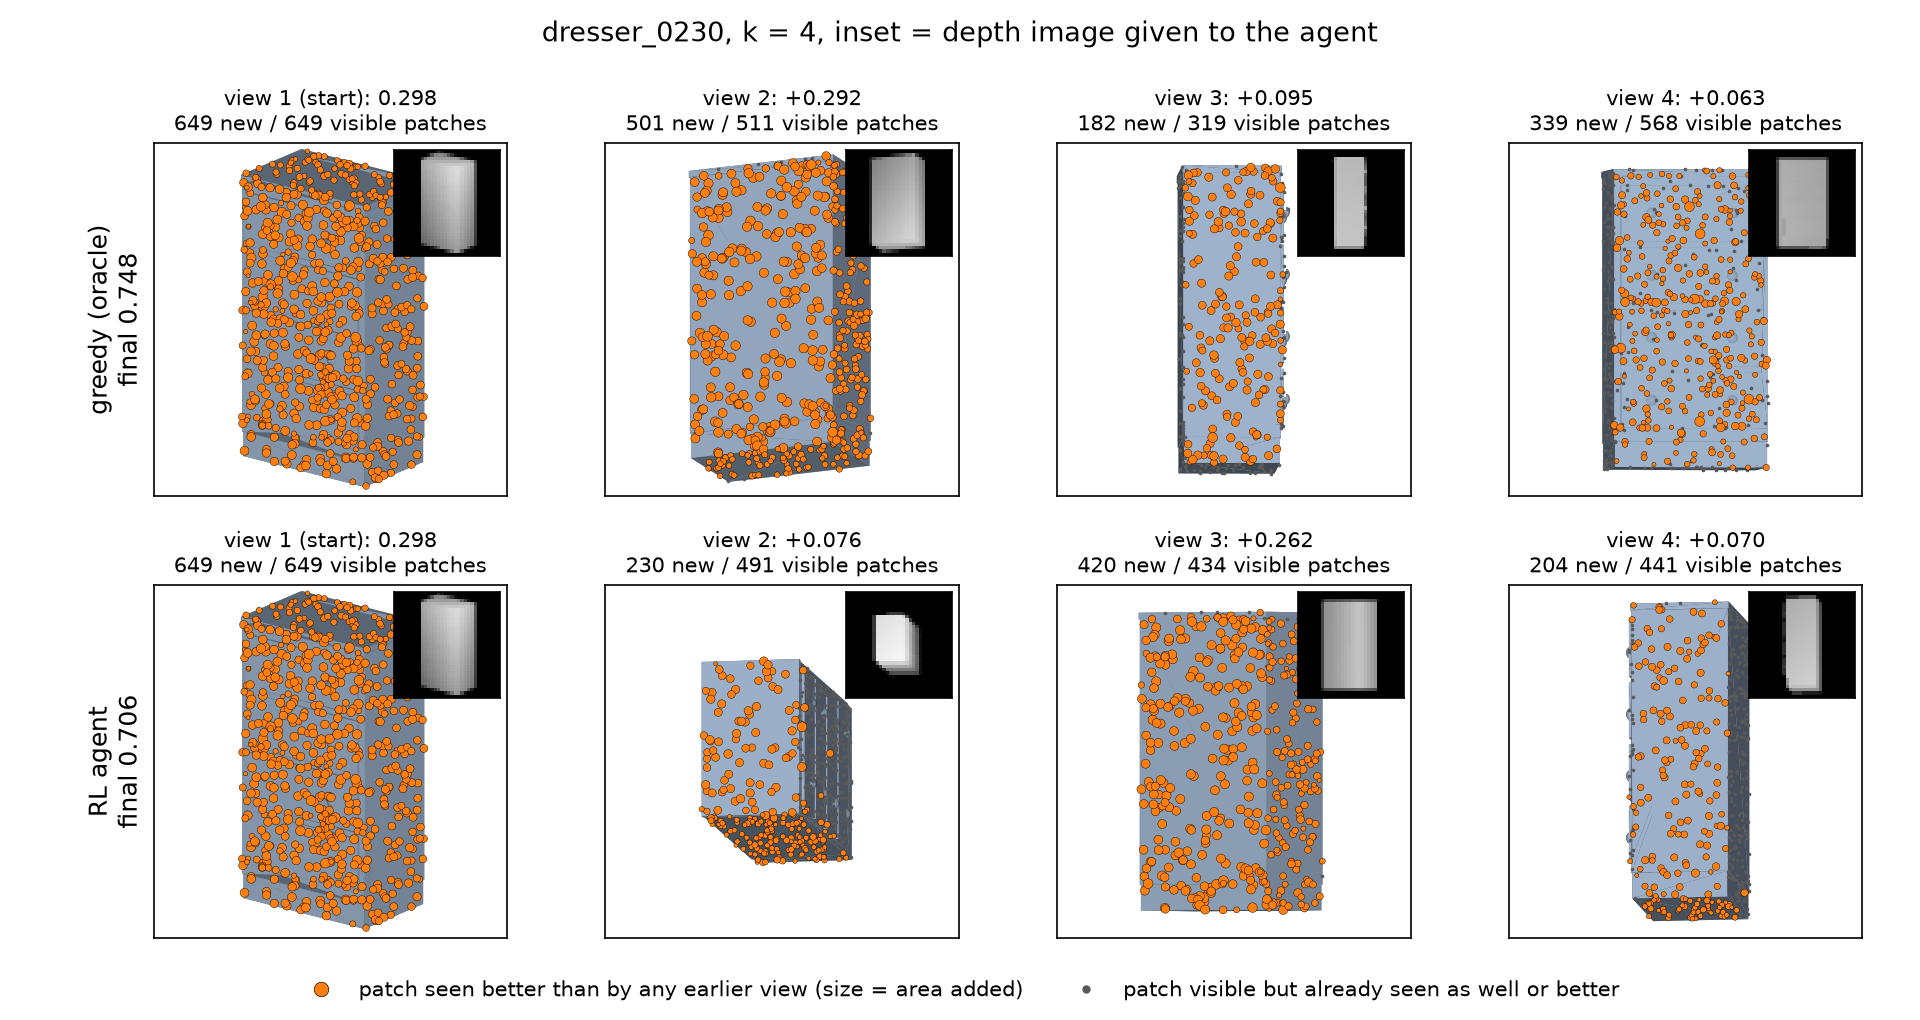 dresser_0230, k = 4, inset = depth image given to the agent
view 1 (start): 0.298
649 new / 649 visible patches
view 2: +0.292
501 new / 511 visible patches
view 3: +0.095
182 new / 319 visible patches
view 4: +0.063
339 new / 568 visible patches
greedy (oracle)
final 0.748
view 1 (start): 0.298
649 new / 649 visible patches
view 2: +0.076
230 new / 491 visible patches
view 3: +0.262
420 new / 434 visible patches
view 4: +0.070
204 new / 441 visible patches
RL agent
final 0.706
patch seen better than by any earlier view (size = area added)
patch visible but already seen as well or better